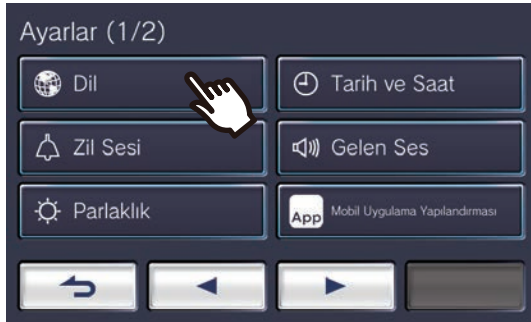 Ayarlar (1/2)
Dil
Tarih ve Saat
Zil Sesi
Gelen Ses
Parlaklık
App Mobil Uygulama Yapılandırması